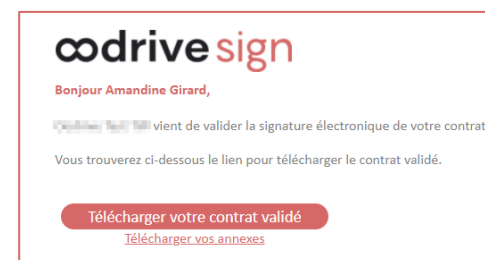 oodrive sign
Bonjour Amandine Girard,
vient de valider la signature électronique de votre contrat
Vous trouverez ci-dessous le lien pour télécharger le contrat validé.
Télécharger votre contrat validé
Télécharger vos annexes